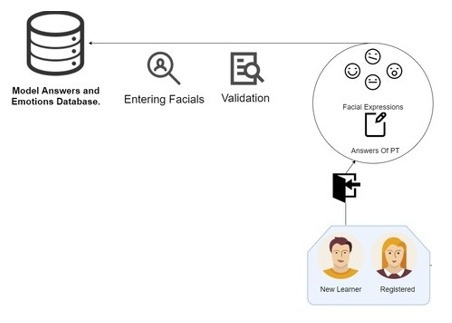 Model Answers and
Emotions Database.
Entering Facials
Validation
Facial Expressions
Answers Of PT
New Learner
Registered